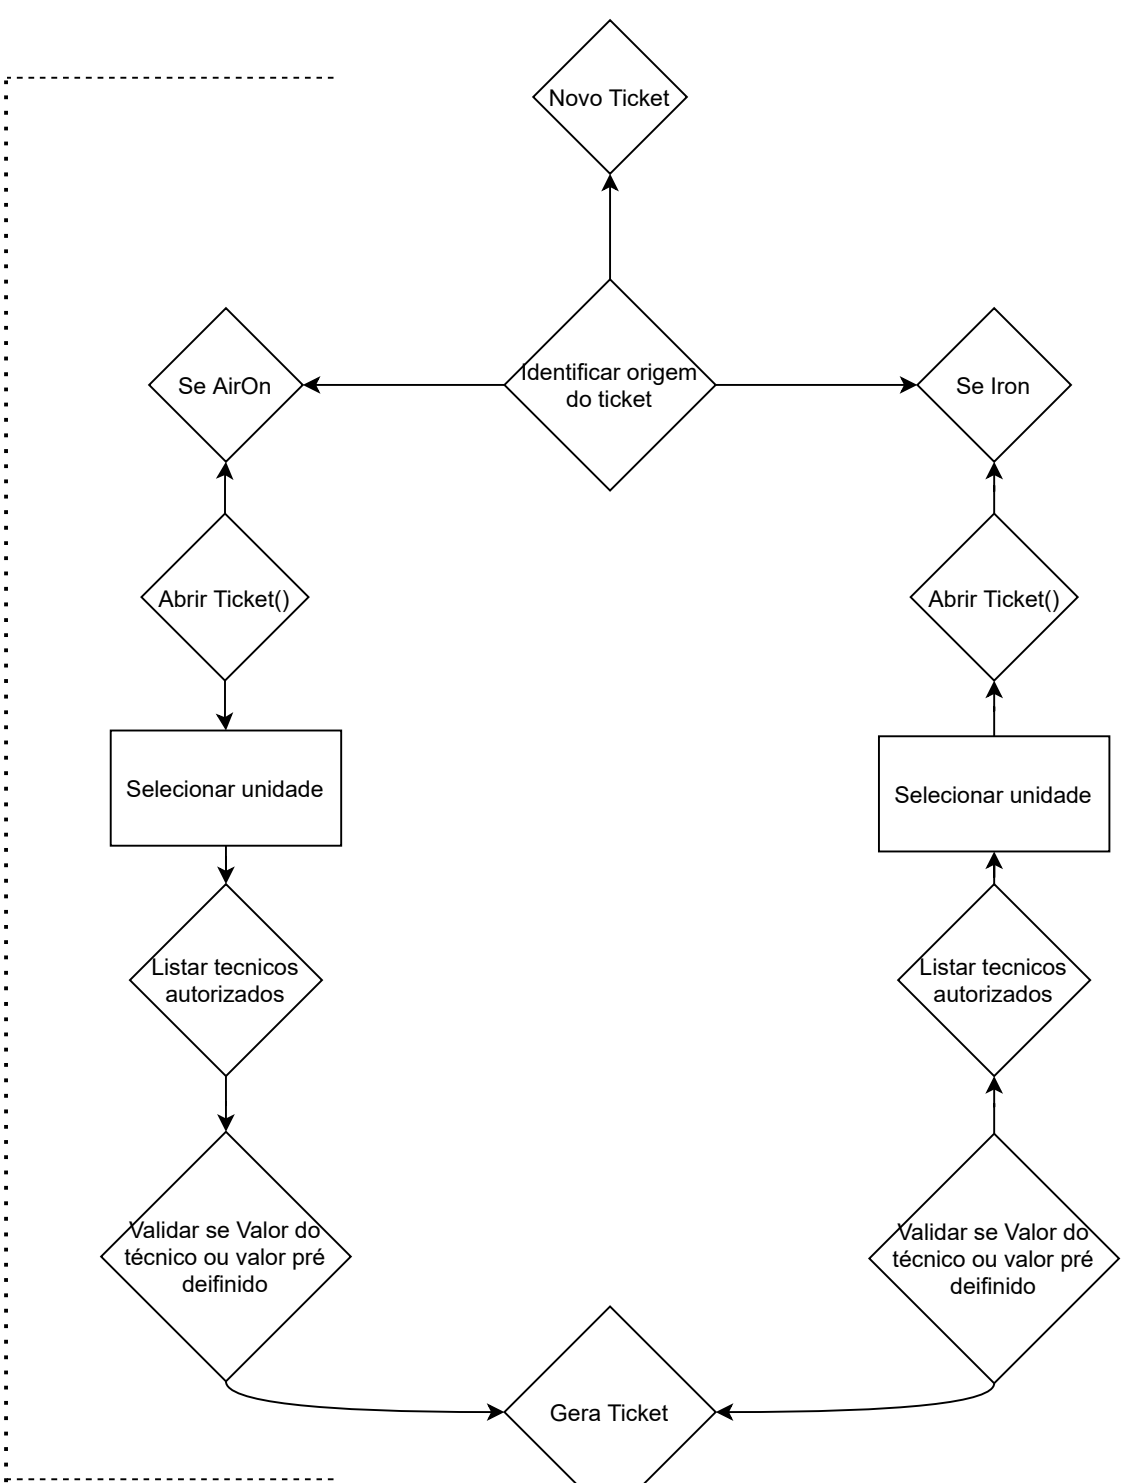 Novo Ticket
Se AirOn
Identificar origem
do ticket
Se Iron
Abrir Ticket()
Abrir Ticket()
Selecionar unidade
Selecionar unidade
Listar tecnicos
autorizados
Listar tecnicos
autorizados
Validar se Valor do
técnico ou valor pré
deifinido
Validar se Valor do
técnico ou valor pré
deifinido
Gera Ticket